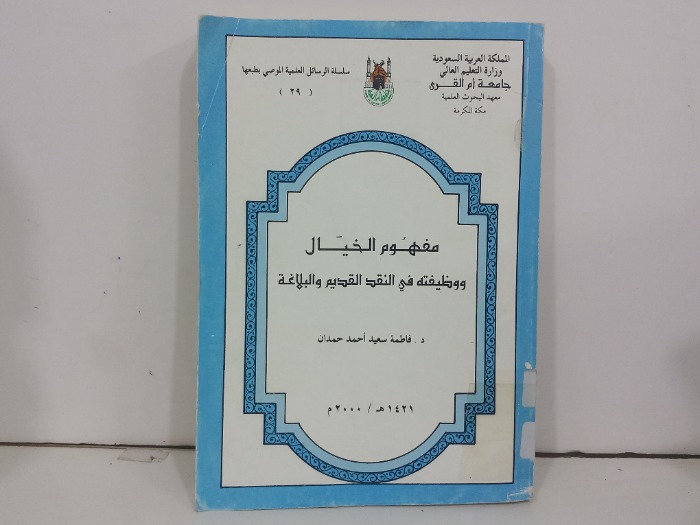 المملكة العربية السعودية
وزارة التعليم العالي
جامعة أم القرى
معهد البحوث العلمية
مكة المكرمة
سلسلة الرسائل العلمية الموصي بطبعها
( ٢٩ )
مفهوم الخيال
ووظيفته في النقد القديم والبلاغة
د. فاطمة سعيد أحمد حمدان
١٤٢١هـ / ٢٠٠٠م